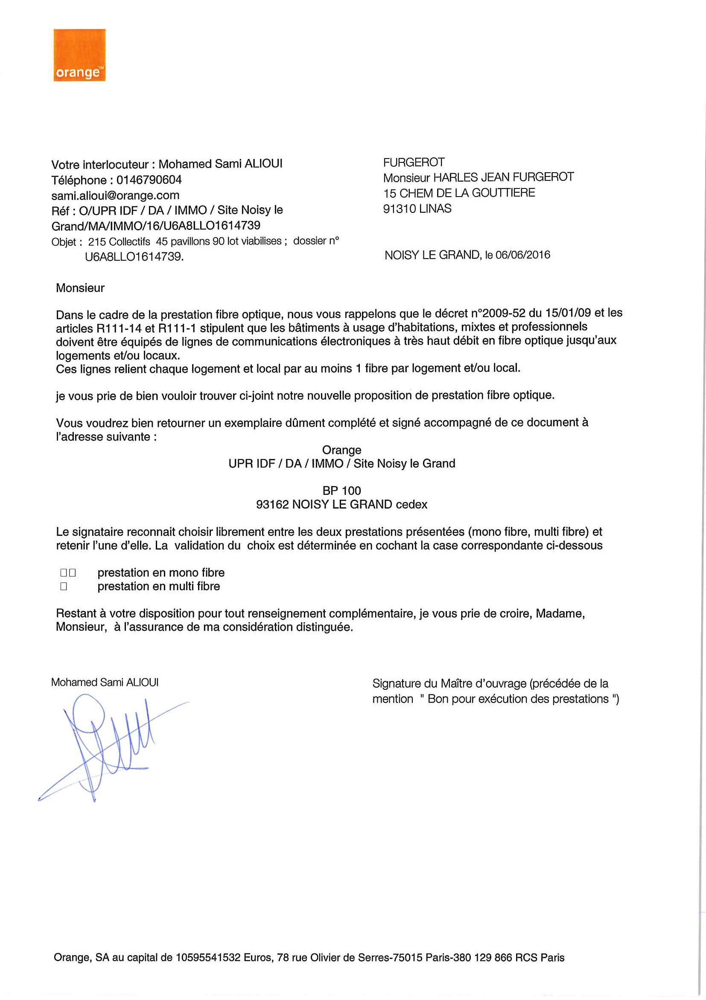 orange™
Votre interlocuteur : Mohamed Sami ALIOUI
Téléphone : 0146790604
sami.alioui@orange.com
Réf : O/UPR IDF / DA / IMMO / Site Noisy le
Grand/MA/IMMO/16/U6A8LLO1614739
Objet : 215 Collectifs 45 pavillons 90 lot viabilises ; dossier n°
U6A8LLO1614739.
FURGEROT
Monsieur HARLES JEAN FURGEROT
15 CHEM DE LA GOUTTIERE
91310 LINAS
NOISY LE GRAND, le 06/06/2016
Monsieur
Dans le cadre de la prestation fibre optique, nous vous rappelons que le décret n°2009-52 du 15/01/09 et les
articles R111-14 et R111-1 stipulent que les bâtiments à usage d'habitations, mixtes et professionnels
doivent être équipés de lignes de communications électroniques à très haut débit en fibre optique jusqu'aux
logements et/ou locaux.
Ces lignes relient chaque logement et local par au moins 1 fibre par logement et/ou local.
je vous prie de bien vouloir trouver ci-joint notre nouvelle proposition de prestation fibre optique.
Vous voudrez bien retourner un exemplaire dûment complété et signé accompagné de ce document à
l'adresse suivante :
Orange
UPR IDF / DA / IMMO / Site Noisy le Grand
BP 100
93162 NOISY LE GRAND cedex
Le signataire reconnait choisir librement entre les deux prestations présentées (mono fibre, multi fibre) et
retenir l'une d'elle. La validation du choix est déterminée en cochant la case correspondante ci-dessous
□□ prestation en mono fibre
□ prestation en multi fibre
Restant à votre disposition pour tout renseignement complémentaire, je vous prie de croire, Madame,
Monsieur, à l'assurance de ma considération distinguée.
Mohamed Sami ALIOUI
Signature du Maître d'ouvrage (précédée de la
mention " Bon pour exécution des prestations ")
Orange, SA au capital de 10595541532 Euros, 78 rue Olivier de Serres-75015 Paris-380 129 866 RCS Paris